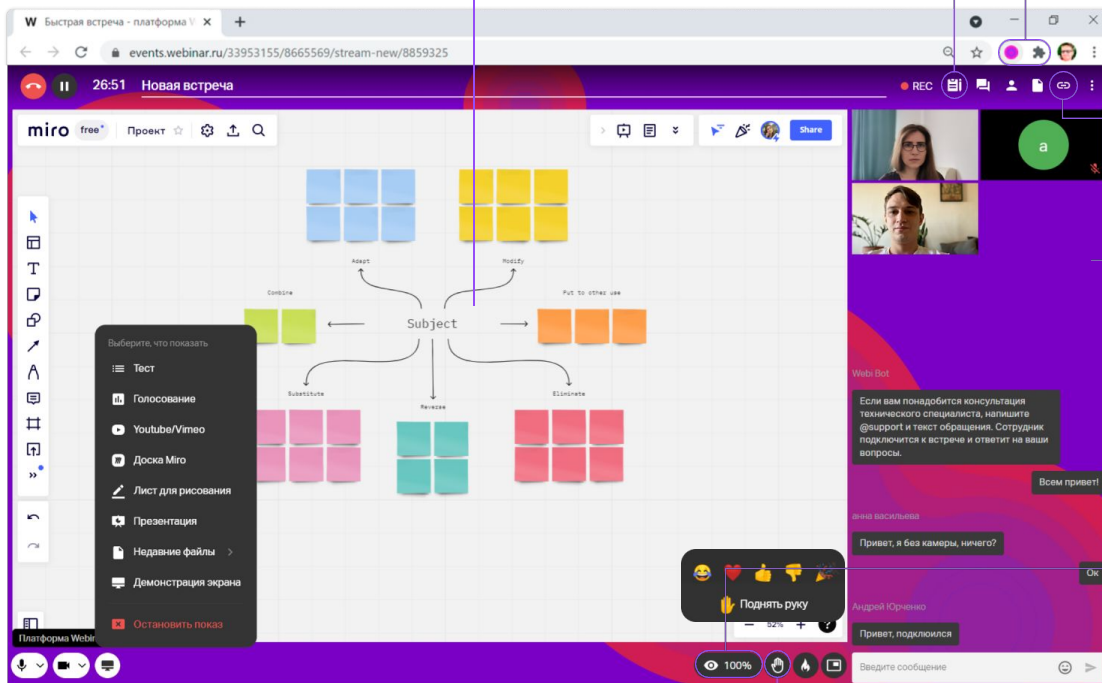 W Быстрая встреча - платформа V
events.webinar.ru/33953155/8665569/stream-new/8859325
26:51 Новая встреча
REC
miro free Проект
Share
a
Adapt
Modify
Combine
Put to other use
Subject
Substitute
Reverse
Eliminate
Выберите, что показать
Тест
Голосование
Youtube/Vimeo
Доска Miro
Лист для рисования
Презентация
Недавние файлы
Демонстрация экрана
Остановить показ
Платформа Webin
Поднять руку
52%
100%
Webi Bot
Если вам понадобится консультация
технического специалиста, напишите
@support и текст обращения. Сотрудник
подключится к встрече и ответит на ваши
вопросы.
Всем привет!
анна васильева
Привет, я без камеры, ничего?
Ок
Андрей Юрченко
Привет, подклюился
Введите сообщение